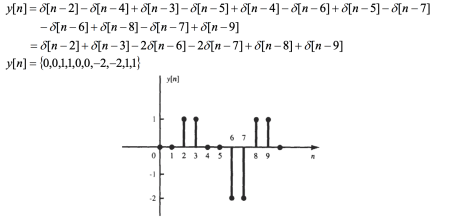 y[n] = δ[n−2]−δ[n−4]+δ[n−3]−δ[n−5]+δ[n−4]−δ[n−6]+δ[n−5]−δ[n−7]
−δ[n−6]+δ[n−8]−δ[n−7]+δ[n−9]
= δ[n−2]+δ[n−3]−2δ[n−6]−2δ[n−7]+δ[n−8]+δ[n−9]
y[n] = {0,0,1,1,0,0,−2,−2,1,1}
y[n]
1
6 7
0 1 2 3 4 5 8 9 n
-1
-2